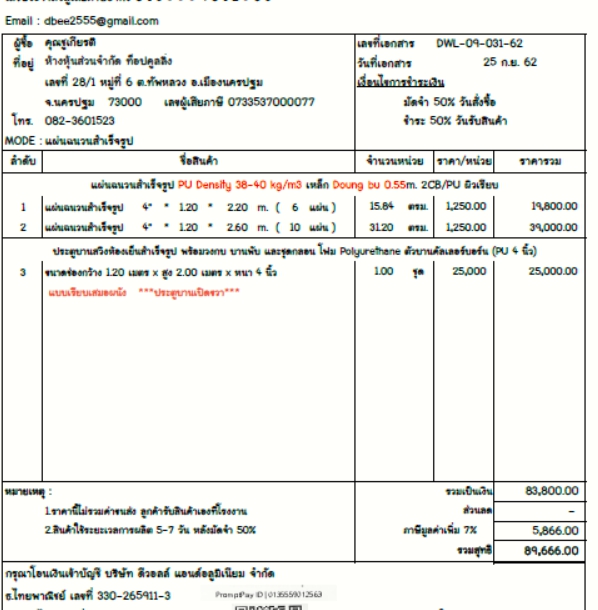 Email : dbee2555@gmail.com
ผู้ซื้อ คุณชูเกียรติ เลขที่เอกสาร DWL-09-031-62
ที่อยู่ ห้างหุ้นส่วนจำกัด ท็อปคูลลิ่ง วันที่เอกสาร 25 ก.ย. 62
เลขที่ 28/1 หมู่ที่ 6 ต.ทัพหลวง อ.เมืองนครปฐม เงื่อนไขการชำระเงิน
จ.นครปฐม 73000 เลขผู้เสียภาษี 0733537000077 มัดจำ 50% วันสั่งซื้อ
โทร. 082-3601523 ชำระ 50% วันรับสินค้า
MODE : แผ่นฉนวนสำเร็จรูป
ลำดับ ชื่อสินค้า จำนวนหน่วย ราคา/หน่วย ราคารวม
แผ่นฉนวนสำเร็จรูป PU Density 38-40 kg/m3 เหล็ก Doung bu 0.55m. 2CB/PU ผิวเรียบ
1 แผ่นฉนวนสำเร็จรูป 4" * 1.20 * 2.20 m. ( 6 แผ่น ) 15.84 ตรม. 1,250.00 19,800.00
2 แผ่นฉนวนสำเร็จรูป 4" * 1.20 * 2.60 m. ( 10 แผ่น ) 31.20 ตรม. 1,250.00 39,000.00
ประตูบานสวิงห้องเย็นสำเร็จรูป พร้อมวงกบ บานพับ และชุดกลอน โฟม Polyurethane ตัวบานคัลเลอร์บอร์น (PU 4 นิ้ว)
3 ขนาดช่องกว้าง 1.20 เมตร x สูง 2.00 เมตร x หนา 4 นิ้ว 1.00 ชุด 25,000 25,000.00
แบบเรียบเสมอผนัง ***ประตูบานเปิดขวา***
หมายเหตุ : รวมเป็นเงิน 83,800.00
1.ราคานี้ไม่รวมค่าขนส่ง ลูกค้ารับสินค้าเองที่โรงงาน ส่วนลด -
2.สินค้าใช้ระยะเวลาการผลิต 5-7 วัน หลังมัดจำ 50% ภาษีมูลค่าเพิ่ม 7% 5,866.00
รวมสุทธิ 89,666.00
กรุณาโอนเงินเข้าบัญชี บริษัท ดีวอลล์ แอนด์อลูมิเนียม จำกัด
ธ.ไทยพาณิชย์ เลขที่ 330-265911-3 PromptPay ID | 0135559012563